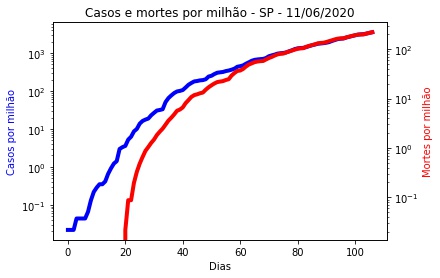 Casos e mortes por milhão - SP - 11/06/2020
Casos por milhão
10³
10²
10¹
10⁰
10⁻¹
10²
10¹
10⁰
10⁻¹
Mortes por milhão
0 20 40 60 80 100
Dias